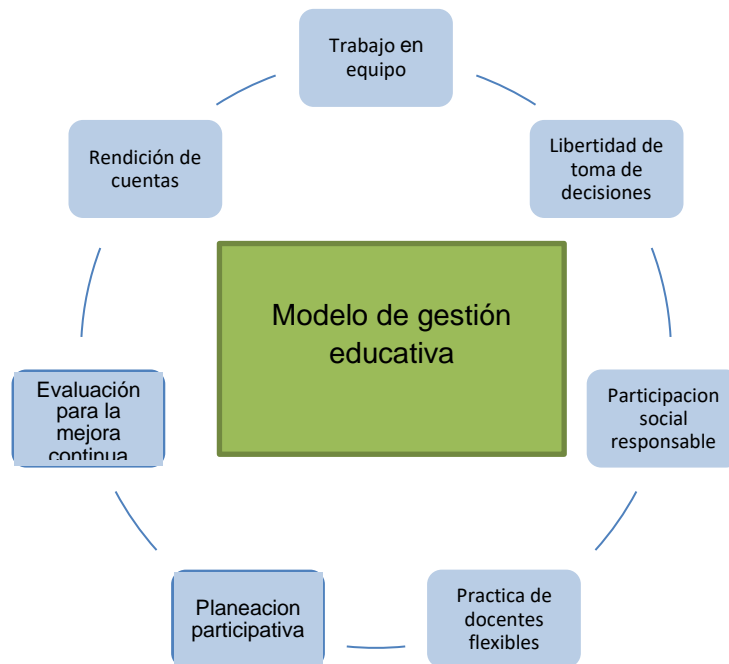 Trabajo en
equipo
Libertidad de
toma de
decisiones
Participacion
social
responsable
Practica de
docentes
flexibles
Planeacion
participativa
Evaluación
para la
mejora
continua
Rendición de
cuentas
Modelo de gestión
educativa